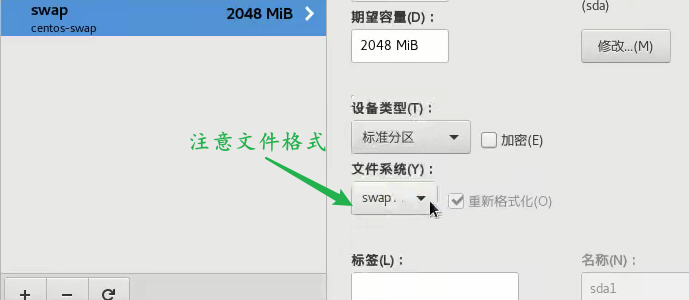 swap
2048 MiB
centos-swap
注意文件格式
期望容量(D)：
(sda)
2048 MiB
修改...(M)
设备类型(T)：
标准分区
加密(E)
文件系统(Y)：
swap
重新格式化(O)
标签(L)：
名称(N)：
sda1